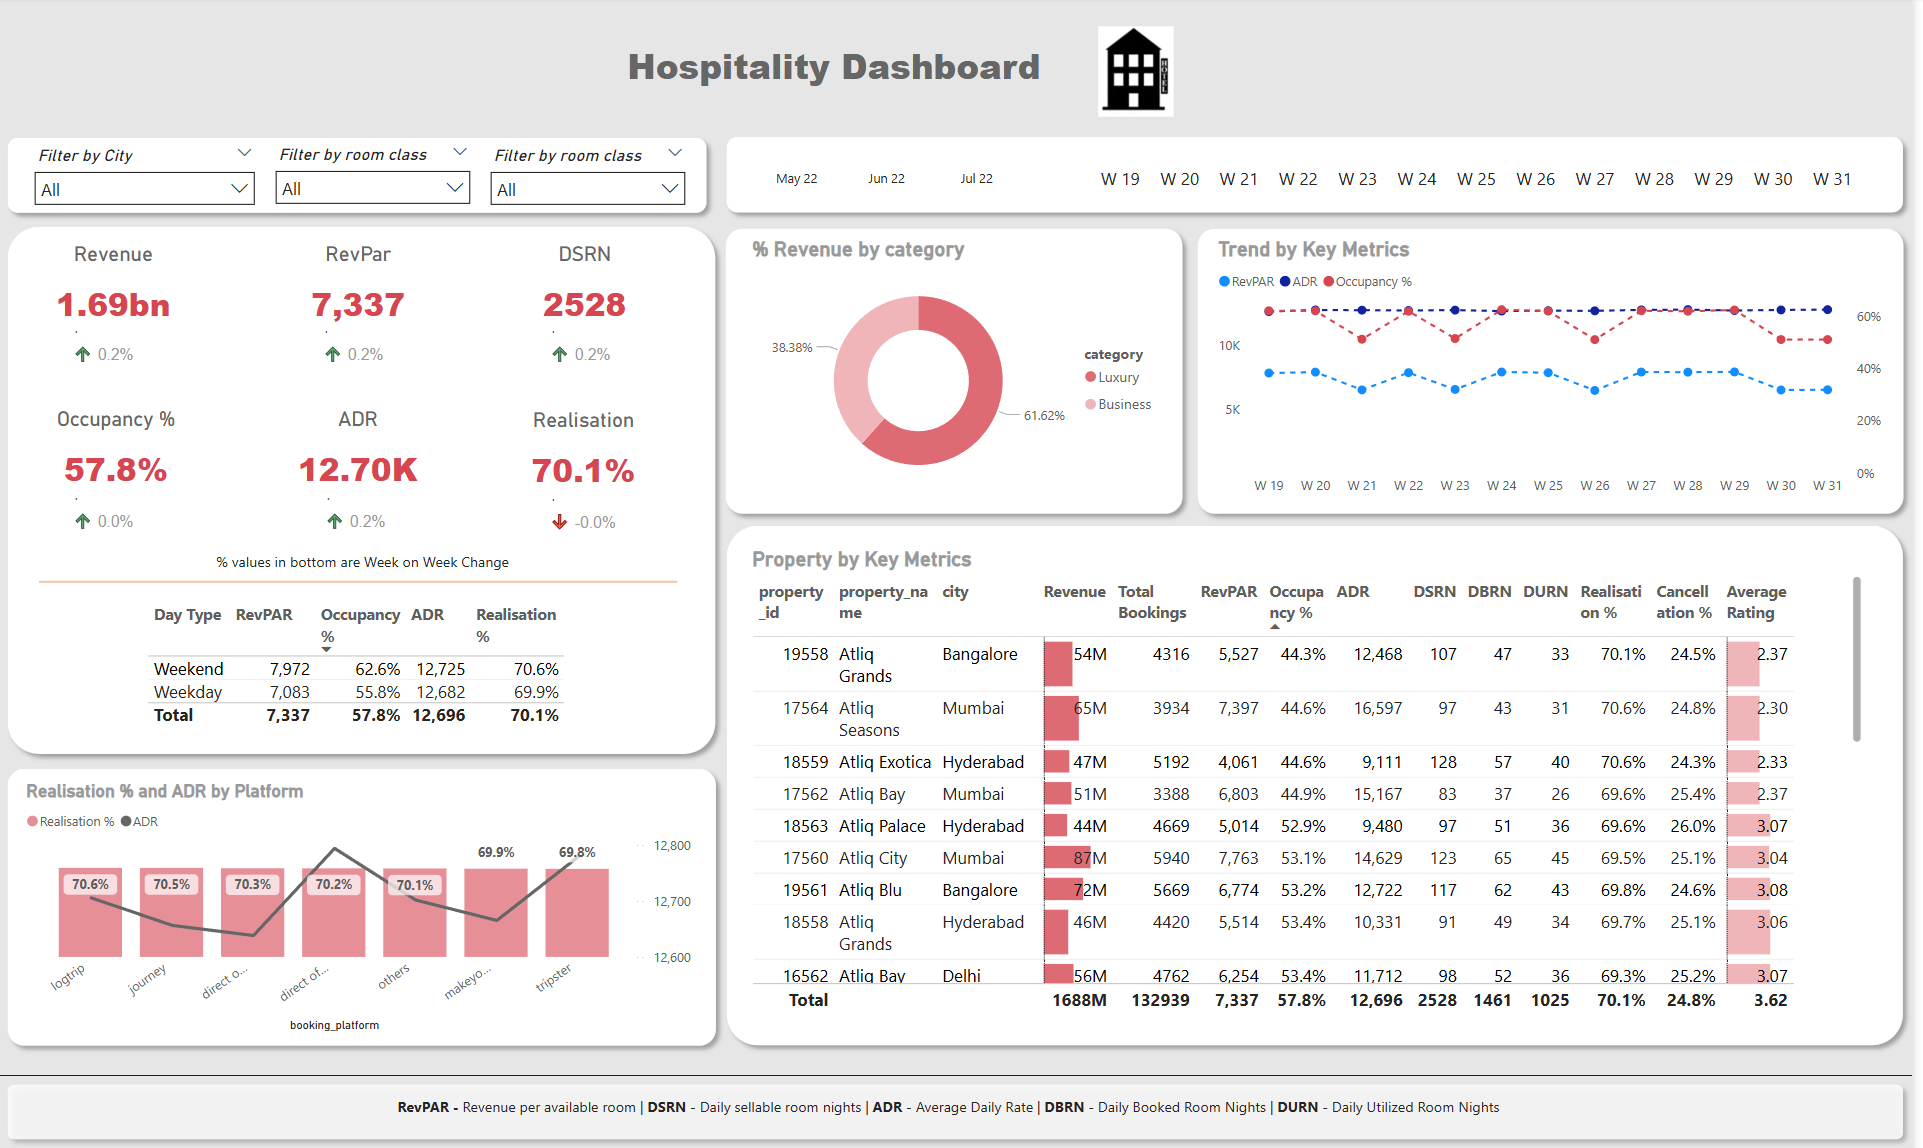 Hospitality Dashboard
HOTEL
Filter by City
All
Filter by room class
All
Filter by room class
All
May 22 Jun 22 Jul 22
W 19 W 20 W 21 W 22 W 23 W 24 W 25 W 26 W 27 W 28 W 29 W 30 W 31
Revenue RevPar DSRN
1.69bn 7,337 2528
0.2% 0.2% 0.2%
Occupancy % ADR Realisation
57.8% 12.70K 70.1%
0.0% 0.2% -0.0%
% values in bottom are Week on Week Change
Day Type RevPAR Occupancy % ADR Realisation %
Weekend 7,972 62.6% 12,725 70.6%
Weekday 7,083 55.8% 12,682 69.9%
Total 7,337 57.8% 12,696 70.1%
Realisation % and ADR by Platform
Realisation % ADR
12,800
12,700
12,600
70.6% 70.5% 70.3% 70.2% 70.1% 69.9% 69.8%
logtrip journey direct o... direct of... others makeyo... tripster
booking_platform
% Revenue by category
38.38%
61.62%
category
Luxury
Business
Trend by Key Metrics
RevPAR ADR Occupancy %
10K
5K
60%
40%
20%
0%
W 19 W 20 W 21 W 22 W 23 W 24 W 25 W 26 W 27 W 28 W 29 W 30 W 31
Property by Key Metrics
property city Revenue Total RevPAR Occupa ADR DSRN DBRN DURN Realisati Cancell Average
_id property_na me Bookings ncy % on % ation % Rating
19558 Atliq Grands Bangalore 54M 4316 5,527 44.3% 12,468 107 47 33 70.1% 24.5% 2.37
17564 Atliq Seasons Mumbai 65M 3934 7,397 44.6% 16,597 97 43 31 70.6% 24.8% 2.30
18559 Atliq Exotica Hyderabad 47M 5192 4,061 44.6% 9,111 128 57 40 70.6% 24.3% 2.33
17562 Atliq Bay Mumbai 51M 3388 6,803 44.9% 15,167 83 37 26 69.6% 25.4% 2.37
18563 Atliq Palace Hyderabad 44M 4669 5,014 52.9% 9,480 97 51 36 69.6% 26.0% 3.07
17560 Atliq City Mumbai 87M 5940 7,763 53.1% 14,629 123 65 45 69.5% 25.1% 3.04
19561 Atliq Blu Bangalore 72M 5669 6,774 53.2% 12,722 117 62 43 69.8% 24.6% 3.08
18558 Atliq Grands Hyderabad 46M 4420 5,514 53.4% 10,331 91 49 34 69.7% 25.1% 3.06
16562 Atliq Bay Delhi 56M 4762 6,254 53.4% 11,712 98 52 36 69.3% 25.2% 3.07
Total 1688M 132939 7,337 57.8% 12,696 2528 1461 1025 70.1% 24.8% 3.62
RevPAR - Revenue per available room | DSRN - Daily sellable room nights | ADR - Average Daily Rate | DBRN - Daily Booked Room Nights | DURN - Daily Utilized Room Nights